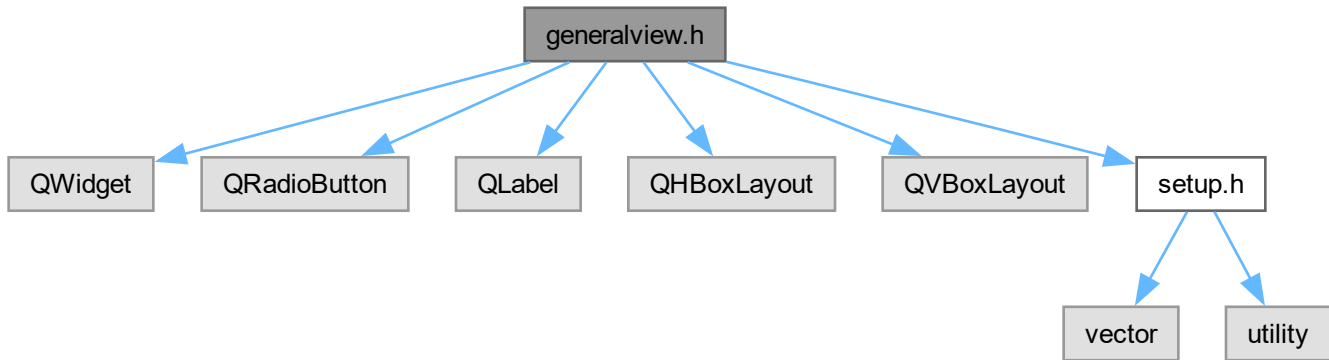 generalview.h
QWidget
QRadioButton
QLabel
QHBoxLayout
QVBoxLayout
setup.h
vector
utility